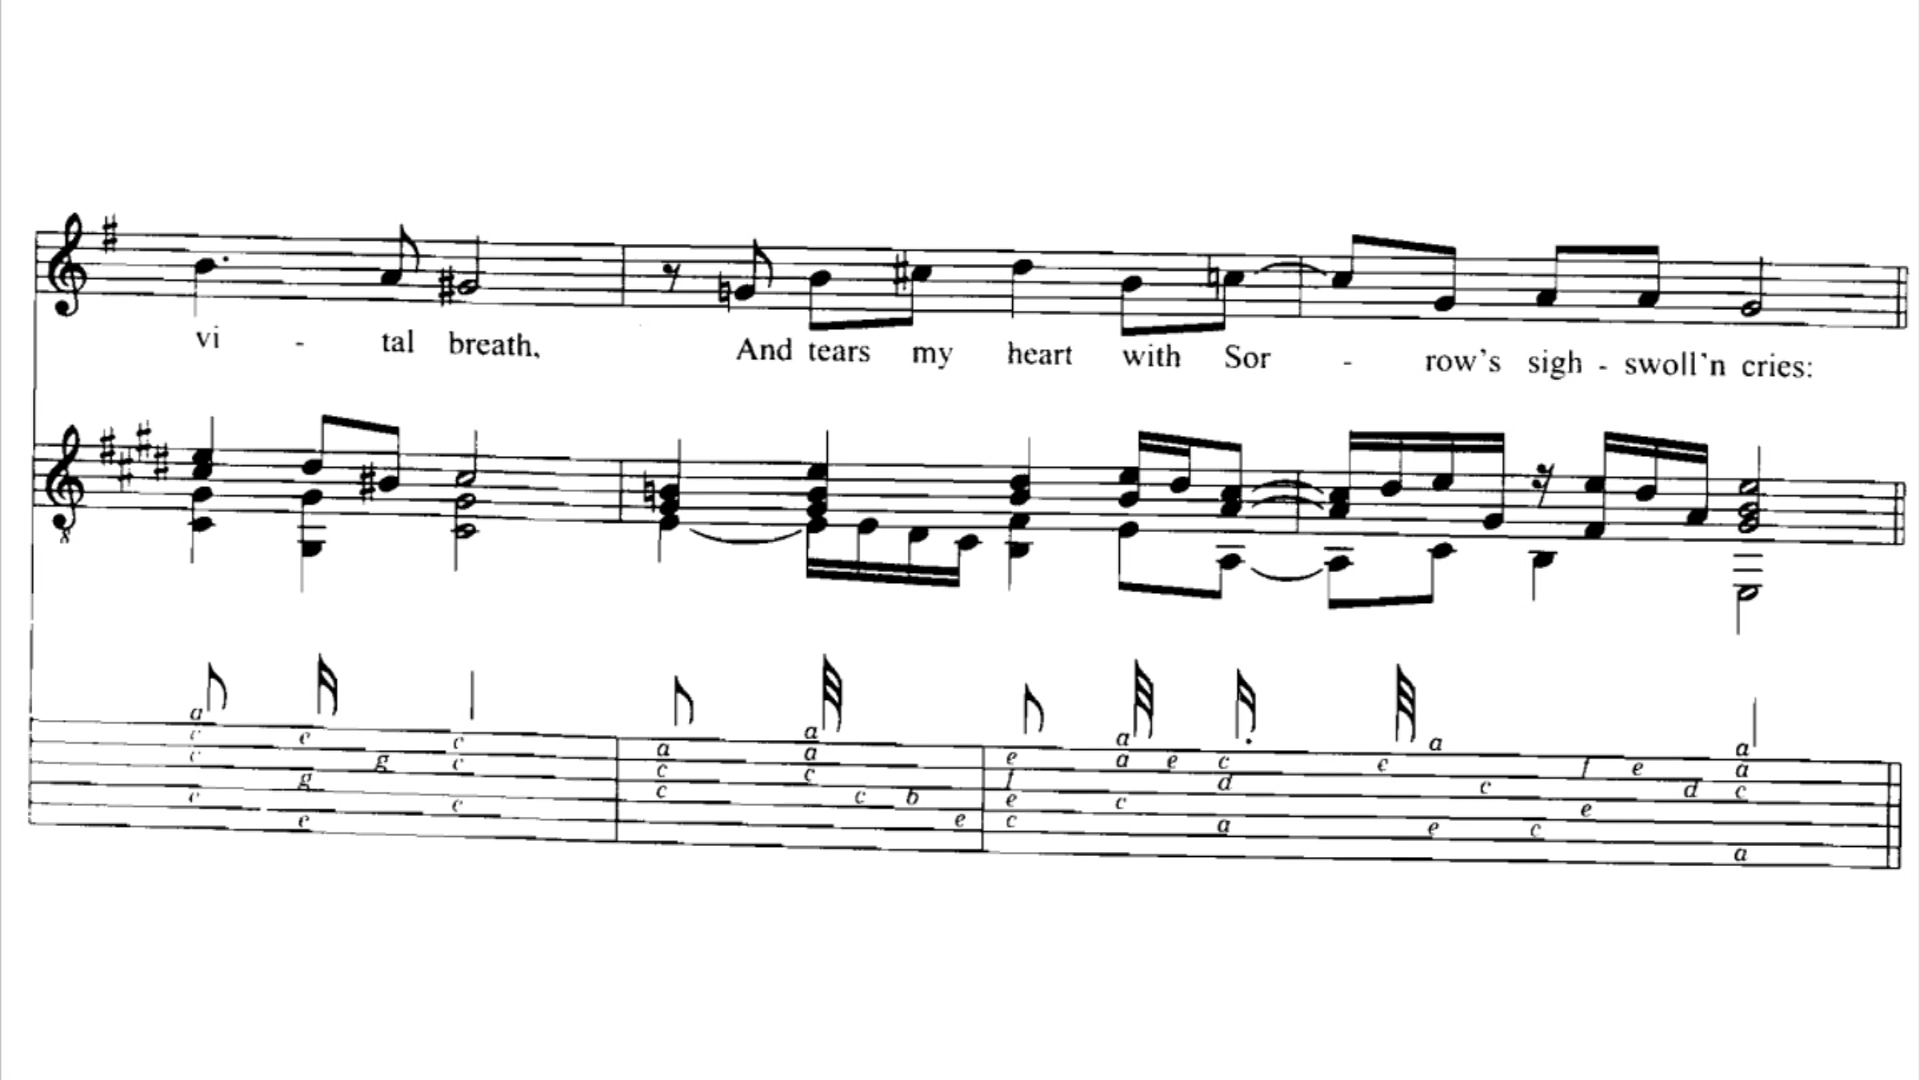 vi - tal breath, And tears my heart with Sor - row's sigh - swoll'n cries:
a a a a a a
c e c a a e a e c e a f e a
c g c c c f d c d c
g c c b e c e
c c e c a e c
e a